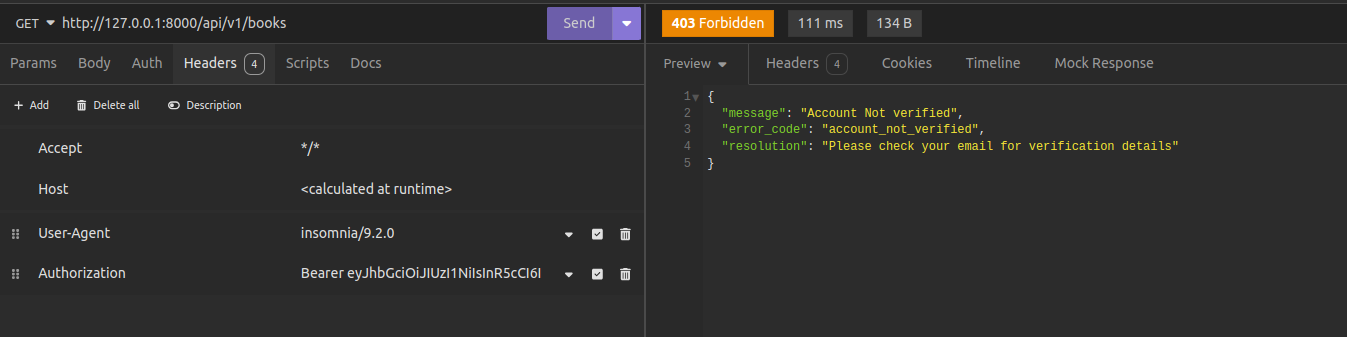 GET http://127.0.0.1:8000/api/v1/books Send
Params Body Auth Headers 4 Scripts Docs
+ Add Delete all Description
Accept */*
Host <calculated at runtime>
User-Agent insomnia/9.2.0
Authorization Bearer eyJhbGciOiJIUzI1NiIsInR5cCI6I
403 Forbidden 111 ms 134 B
Preview Headers 4 Cookies Timeline Mock Response
1 {
2 "message": "Account Not verified",
3 "error_code": "account_not_verified",
4 "resolution": "Please check your email for verification details"
5 }